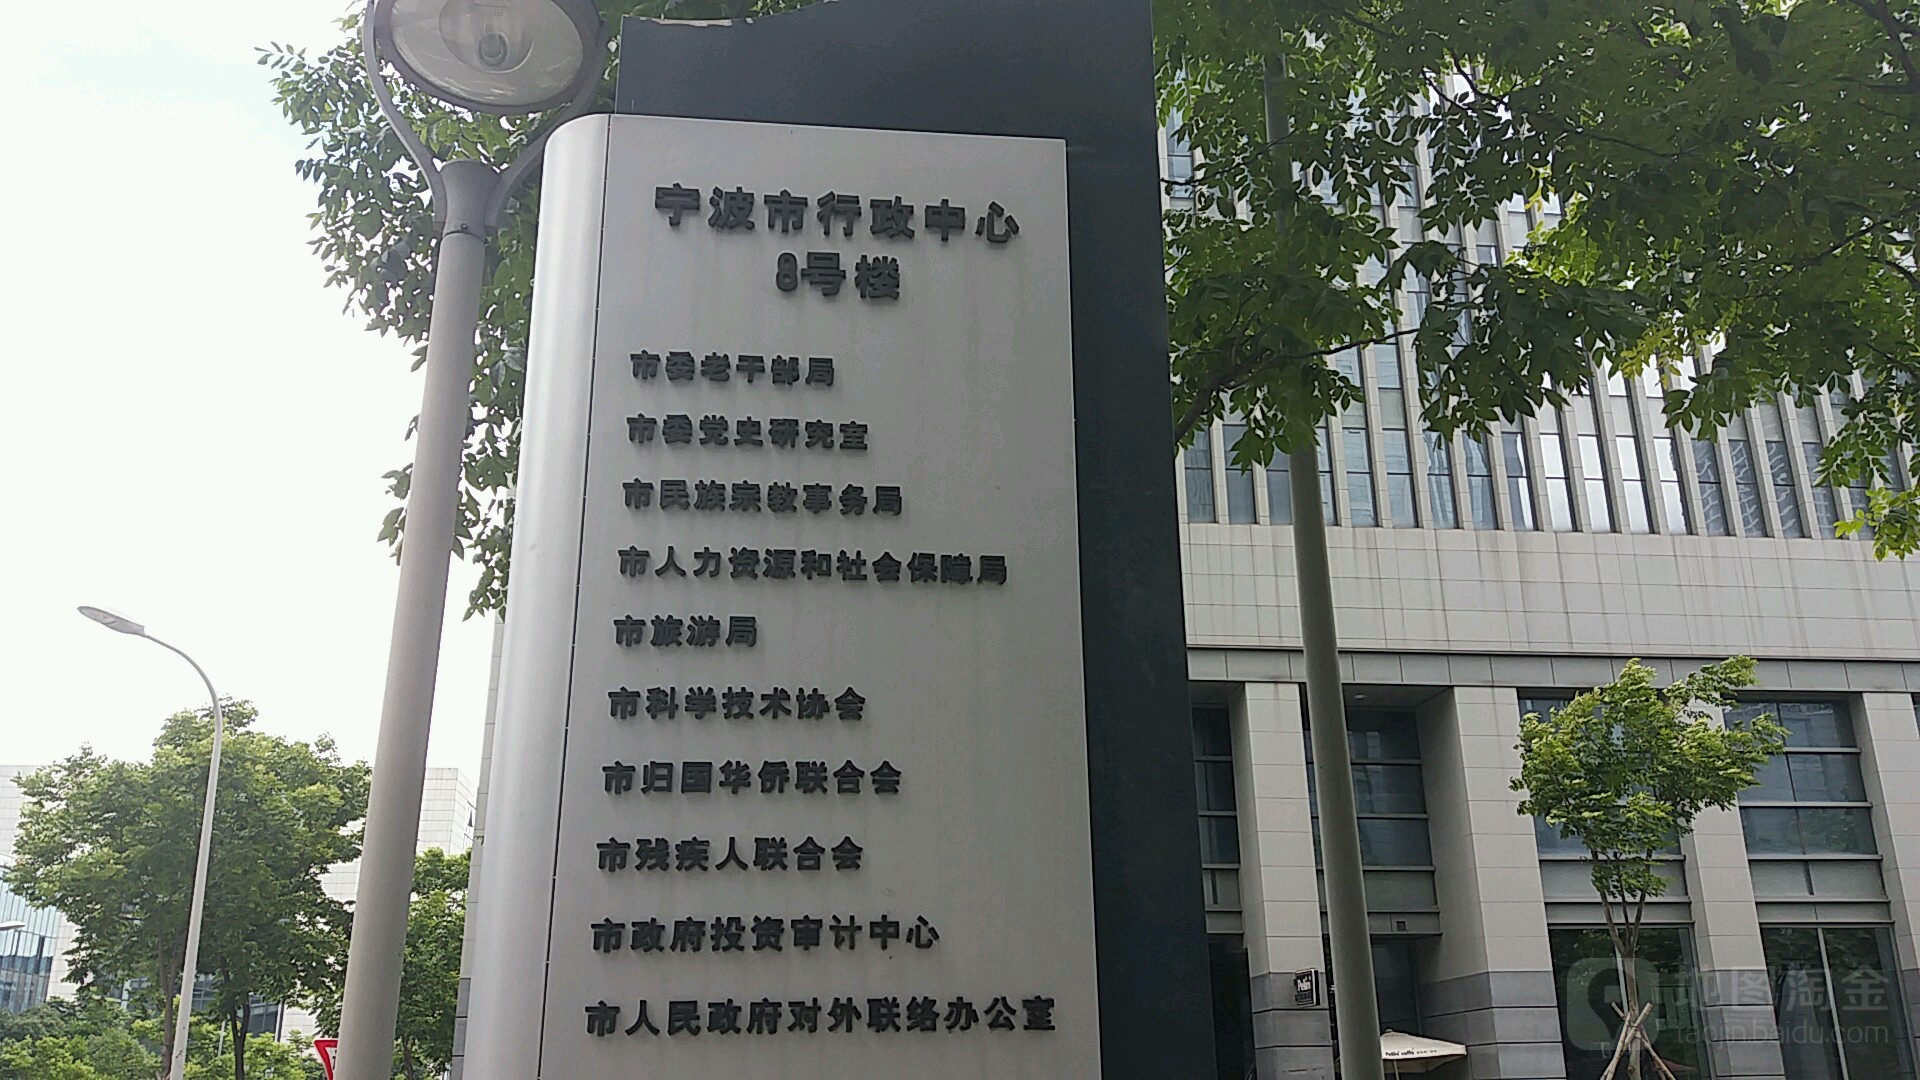 宁波市行政中心
8号楼
市委老干部局
市委党史研究室
市民族宗教事务局
市人力资源和社会保障局
市旅游局
市科学技术协会
市归国华侨联合会
市残疾人联合会
市政府投资审计中心
市人民政府对外联络办公室
地图淘金
taojin.baidu.com